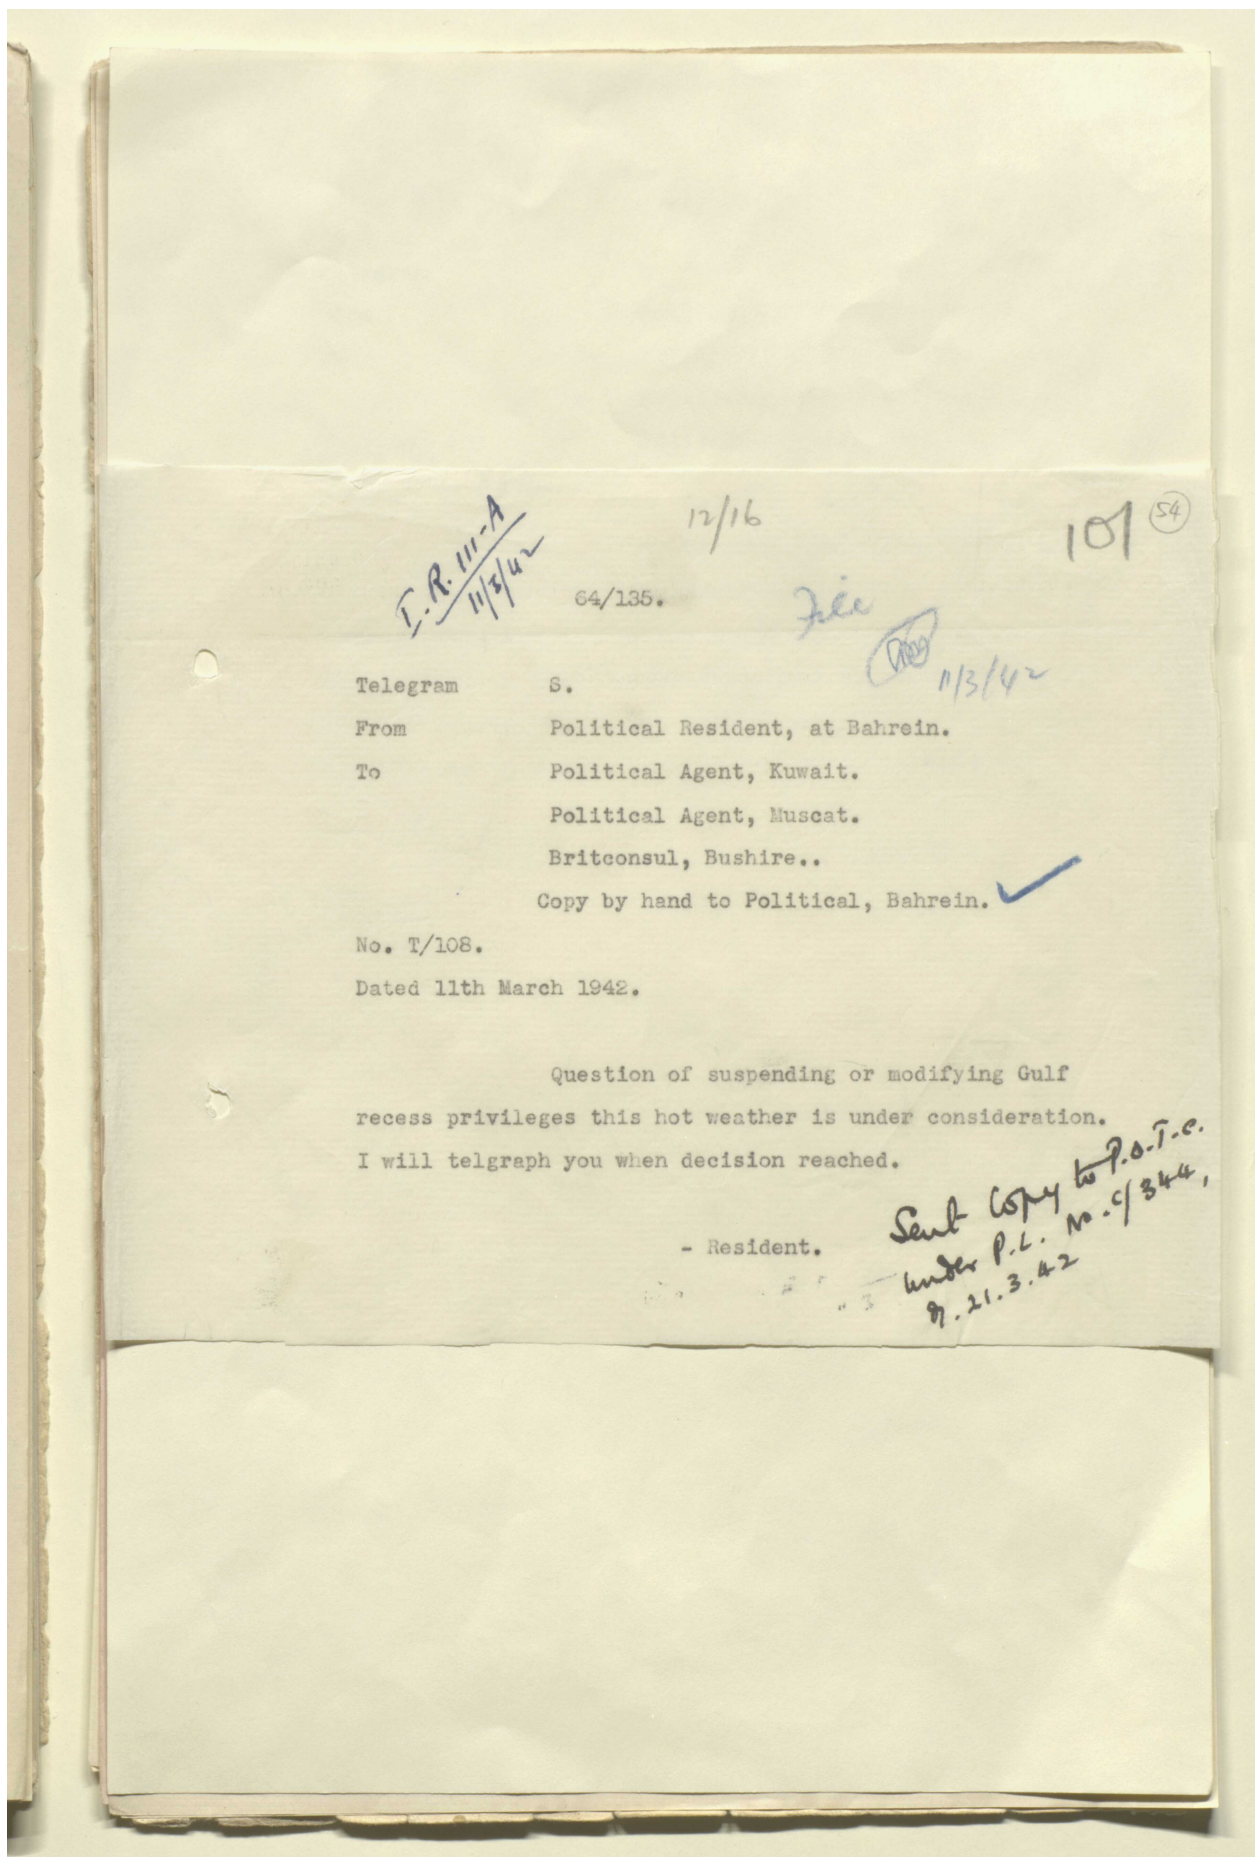 12/16
101
54
I.R. III-A
11/3/42
64/135.
File
11/3/42
Telegram S.
From Political Resident, at Bahrein.
To Political Agent, Kuwait.
Political Agent, Muscat.
Britconsul, Bushire..
Copy by hand to Political, Bahrein.
No. T/108.
Dated 11th March 1942.
Question of suspending or modifying Gulf
recess privileges this hot weather is under consideration.
I will telgraph you when decision reached.
- Resident.
Sent copy to P.O.T.C.
under P.L. No. C/344,
21.3.42